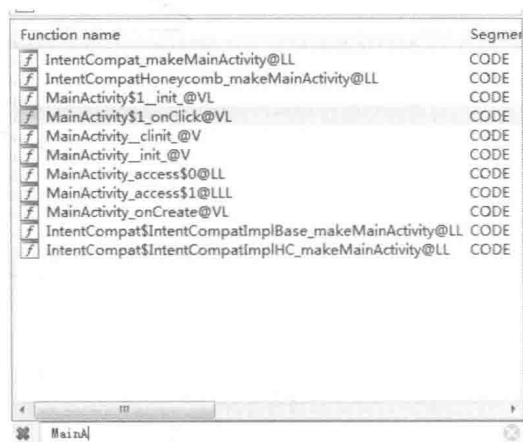 Function name Segmer
f IntentCompat_makeMainActivity@LL CODE
f IntentCompatHoneycomb_makeMainActivity@LL CODE
f MainActivity$1__init_@VL CODE
f MainActivity$1_onClick@VL CODE
f MainActivity__clinit_@V CODE
f MainActivity__init_@V CODE
f MainActivity_access$0@LL CODE
f MainActivity_access$1@LLL CODE
f MainActivity_onCreate@VL CODE
f IntentCompat$IntentCompatImplBase_makeMainActivity@LL CODE
f IntentCompat$IntentCompatImplHC_makeMainActivity@LL CODE
MainA